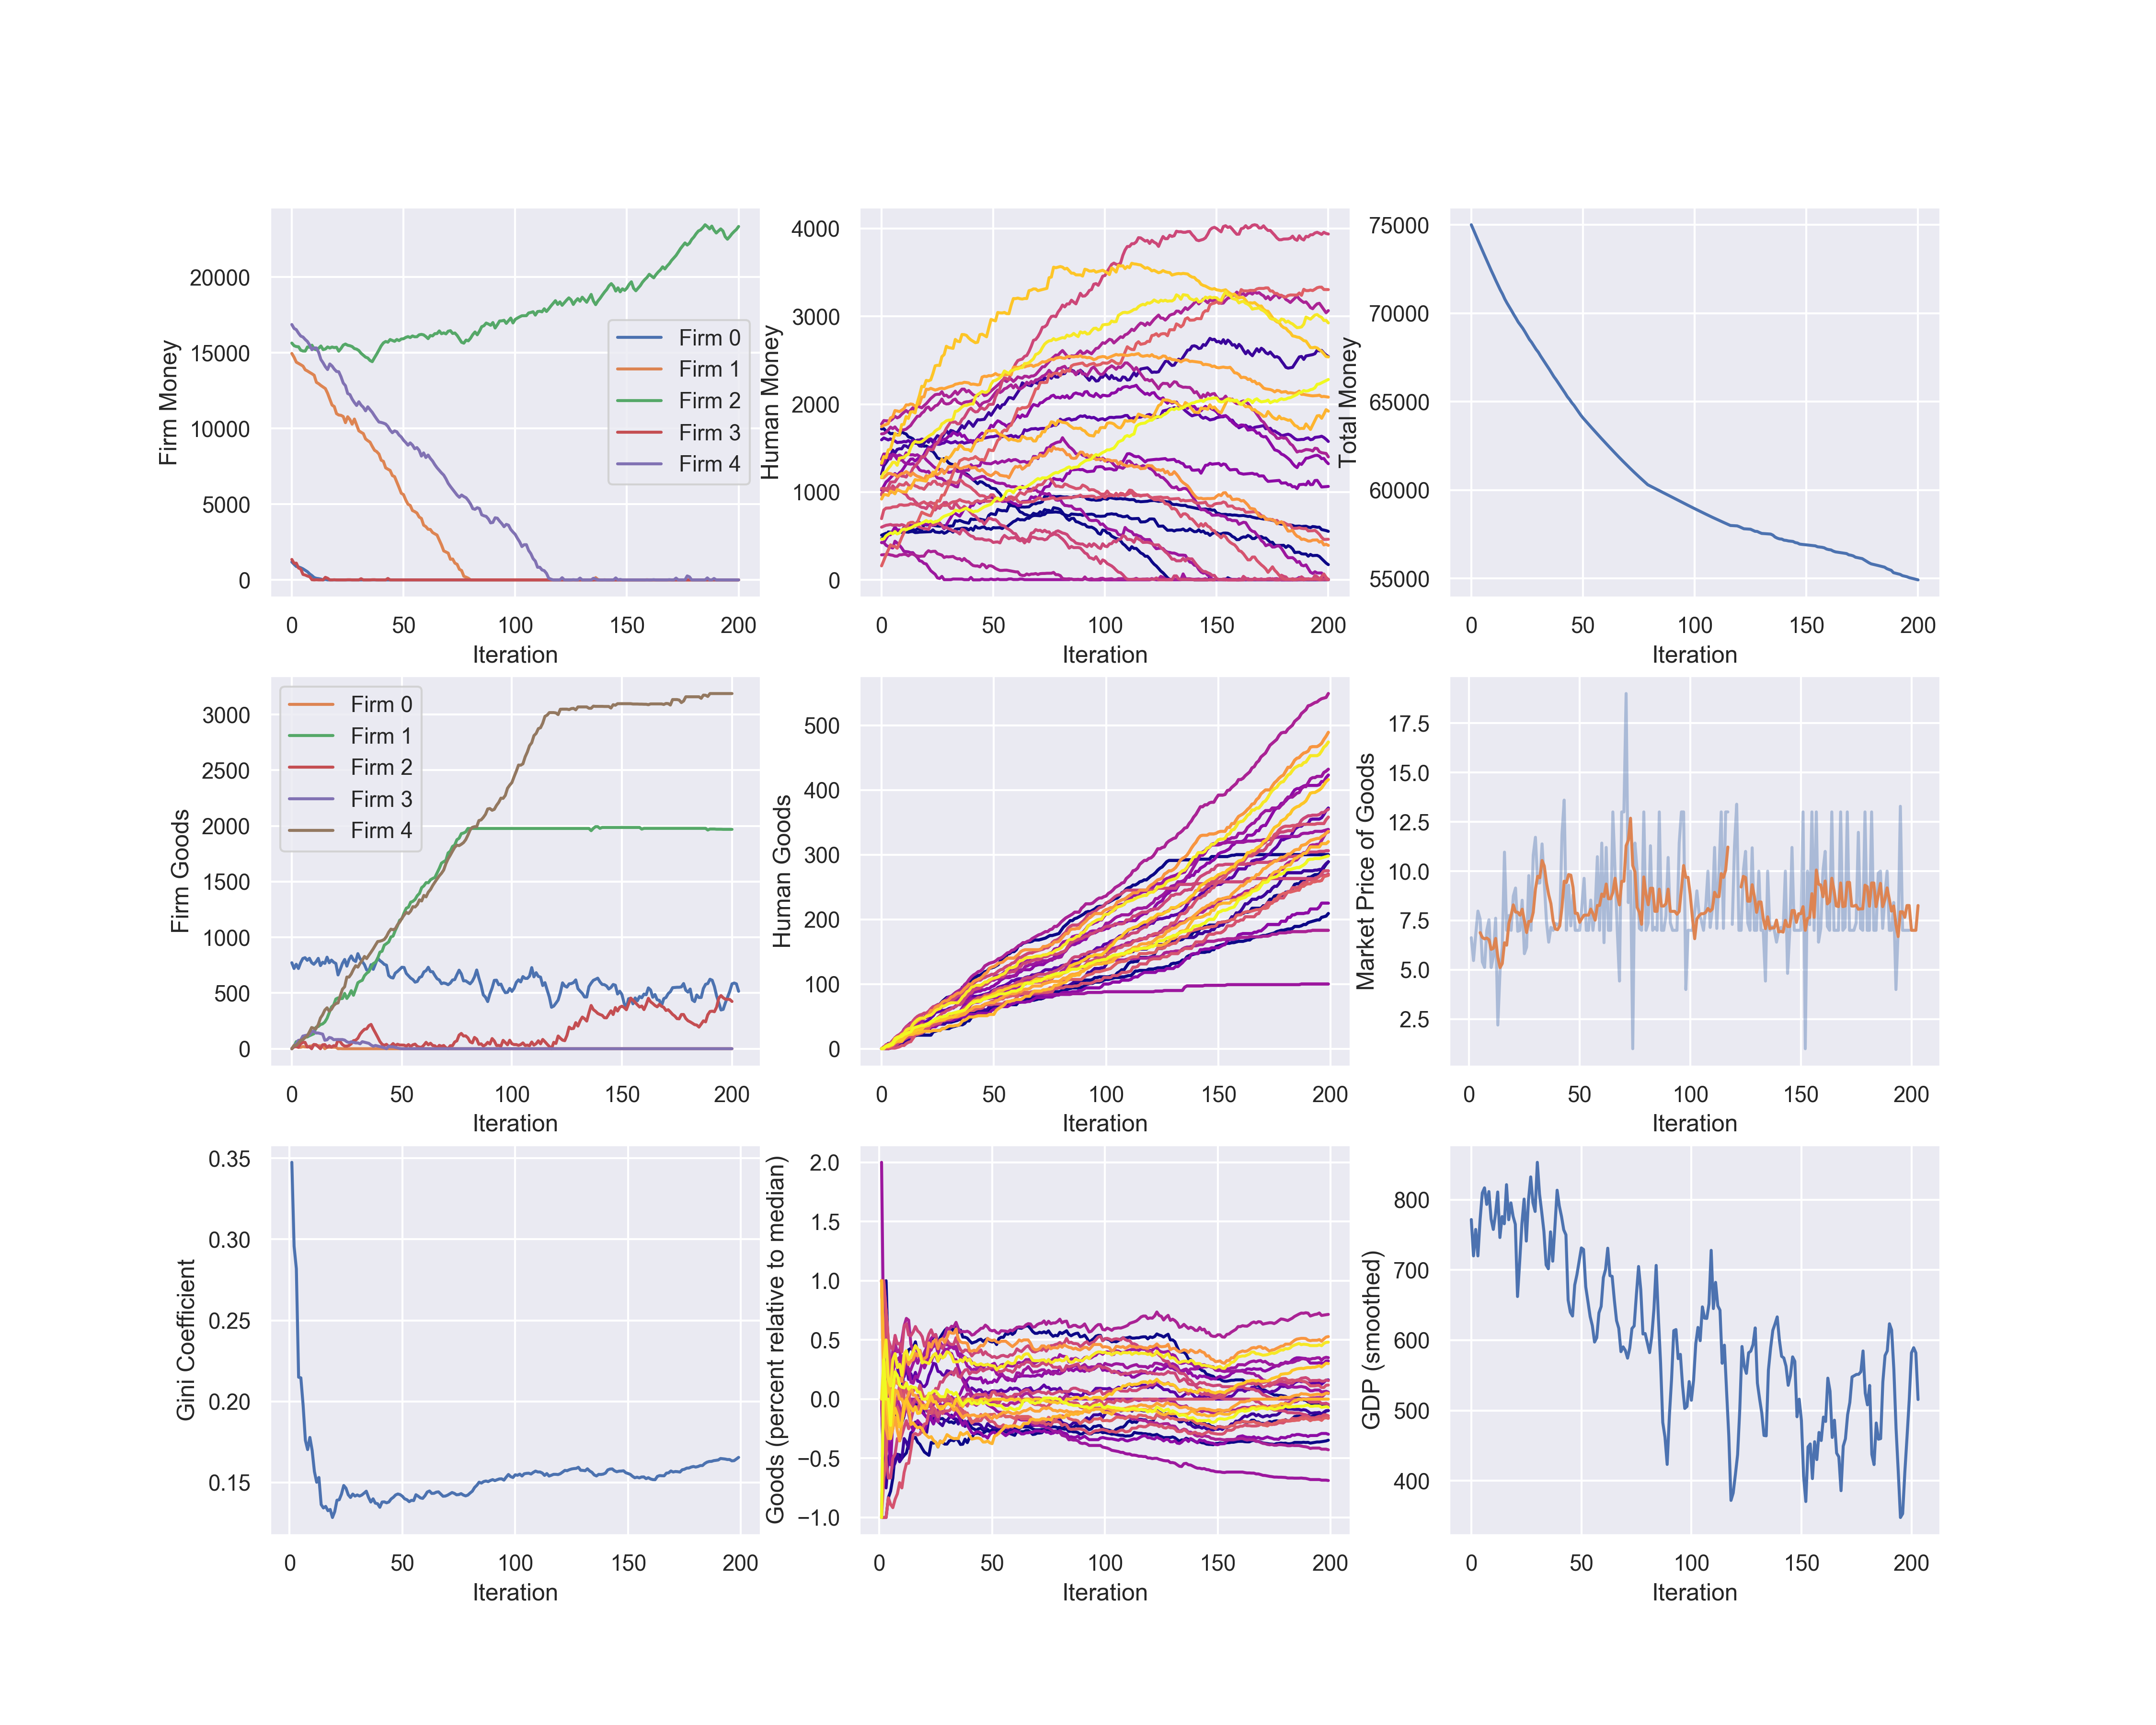 Firm Money
20000
15000
10000
5000
0
Firm 0
Firm 1
Firm 2
Firm 3
Firm 4
0 50 100 150 200
Iteration
Human Money
4000
3000
2000
1000
0
0 50 100 150 200
Iteration
Total Money
75000
70000
65000
60000
55000
0 50 100 150 200
Iteration
Firm Goods
3000
2500
2000
1500
1000
500
0
Firm 0
Firm 1
Firm 2
Firm 3
Firm 4
0 50 100 150 200
Iteration
Human Goods
500
400
300
200
100
0
0 50 100 150 200
Iteration
Market Price of Goods
17.5
15.0
12.5
10.0
7.5
5.0
2.5
0 50 100 150 200
Iteration
Gini Coefficient
0.35
0.30
0.25
0.20
0.15
0 50 100 150 200
Iteration
Goods (percent relative to median)
2.0
1.5
1.0
0.5
0.0
−0.5
−1.0
0 50 100 150 200
Iteration
GDP (smoothed)
800
700
600
500
400
0 50 100 150 200
Iteration